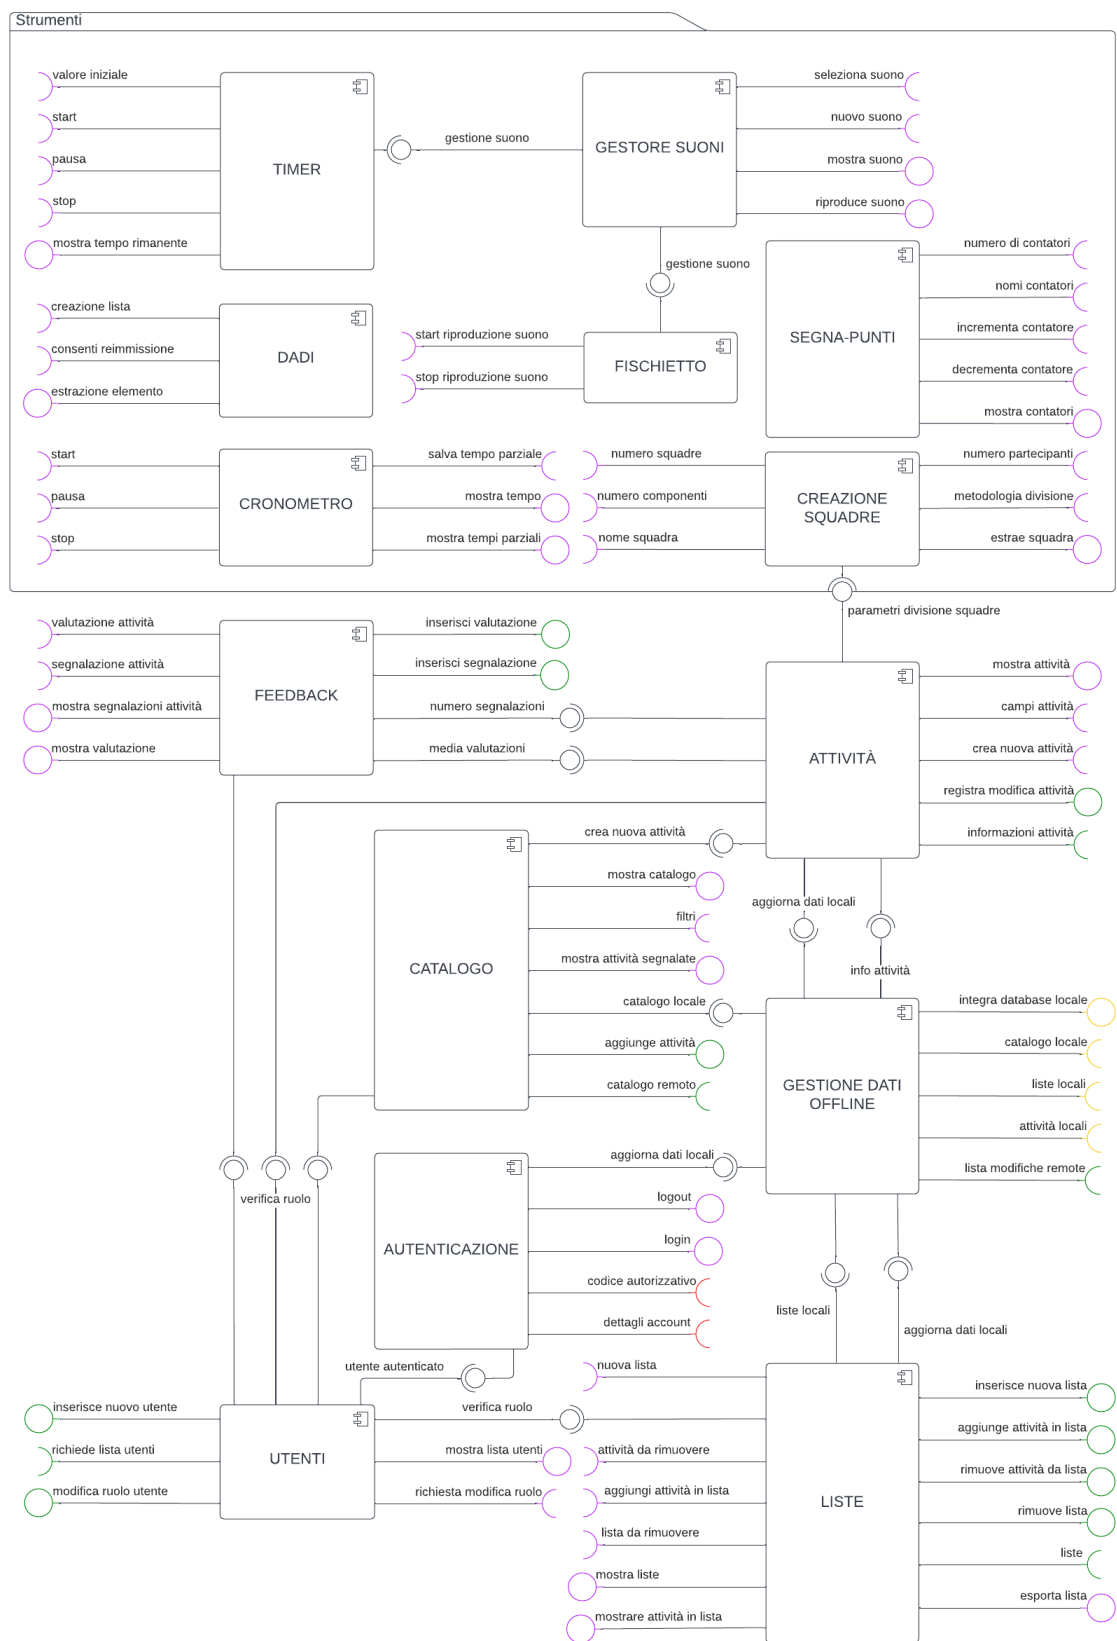 Strumenti
valore iniziale
start
pausa
stop
mostra tempo rimanente
TIMER
gestione suono
GESTORE SUONI
seleziona suono
nuovo suono
mostra suono
riproduce suono
gestione suono
creazione lista
consenti reimmissione
estrazione elemento
DADI
start riproduzione suono
stop riproduzione suono
FISCHIETTO
SEGNA-PUNTI
numero di contatori
nomi contatori
incrementa contatore
decrementa contatore
mostra contatori
start
pausa
stop
CRONOMETRO
salva tempo parziale
mostra tempo
mostra tempi parziali
numero squadre
numero componenti
nome squadra
CREAZIONE
SQUADRE
numero partecipanti
metodologia divisione
estrae squadra
parametri divisione squadre
valutazione attività
segnalazione attività
mostra segnalazioni attività
mostra valutazione
FEEDBACK
inserisci valutazione
inserisci segnalazione
numero segnalazioni
media valutazioni
ATTIVITÀ
mostra attività
campi attività
crea nuova attività
registra modifica attività
informazioni attività
CATALOGO
crea nuova attività
mostra catalogo
filtri
mostra attività segnalate
catalogo locale
aggiunge attività
catalogo remoto
aggiorna dati locali
info attività
GESTIONE DATI
OFFLINE
integra database locale
catalogo locale
liste locali
attività locali
lista modifiche remote
verifica ruolo
AUTENTICAZIONE
aggiorna dati locali
logout
login
codice autorizzativo
dettagli account
utente autenticato
liste locali
aggiorna dati locali
inserisce nuovo utente
richiede lista utenti
modifica ruolo utente
UTENTI
verifica ruolo
mostra lista utenti
richiesta modifica ruolo
nuova lista
attività da rimuovere
aggiungi attività in lista
lista da rimuovere
mostra liste
mostrare attività in lista
LISTE
inserisce nuova lista
aggiunge attività in lista
rimuove attività da lista
rimuove lista
liste
esporta lista